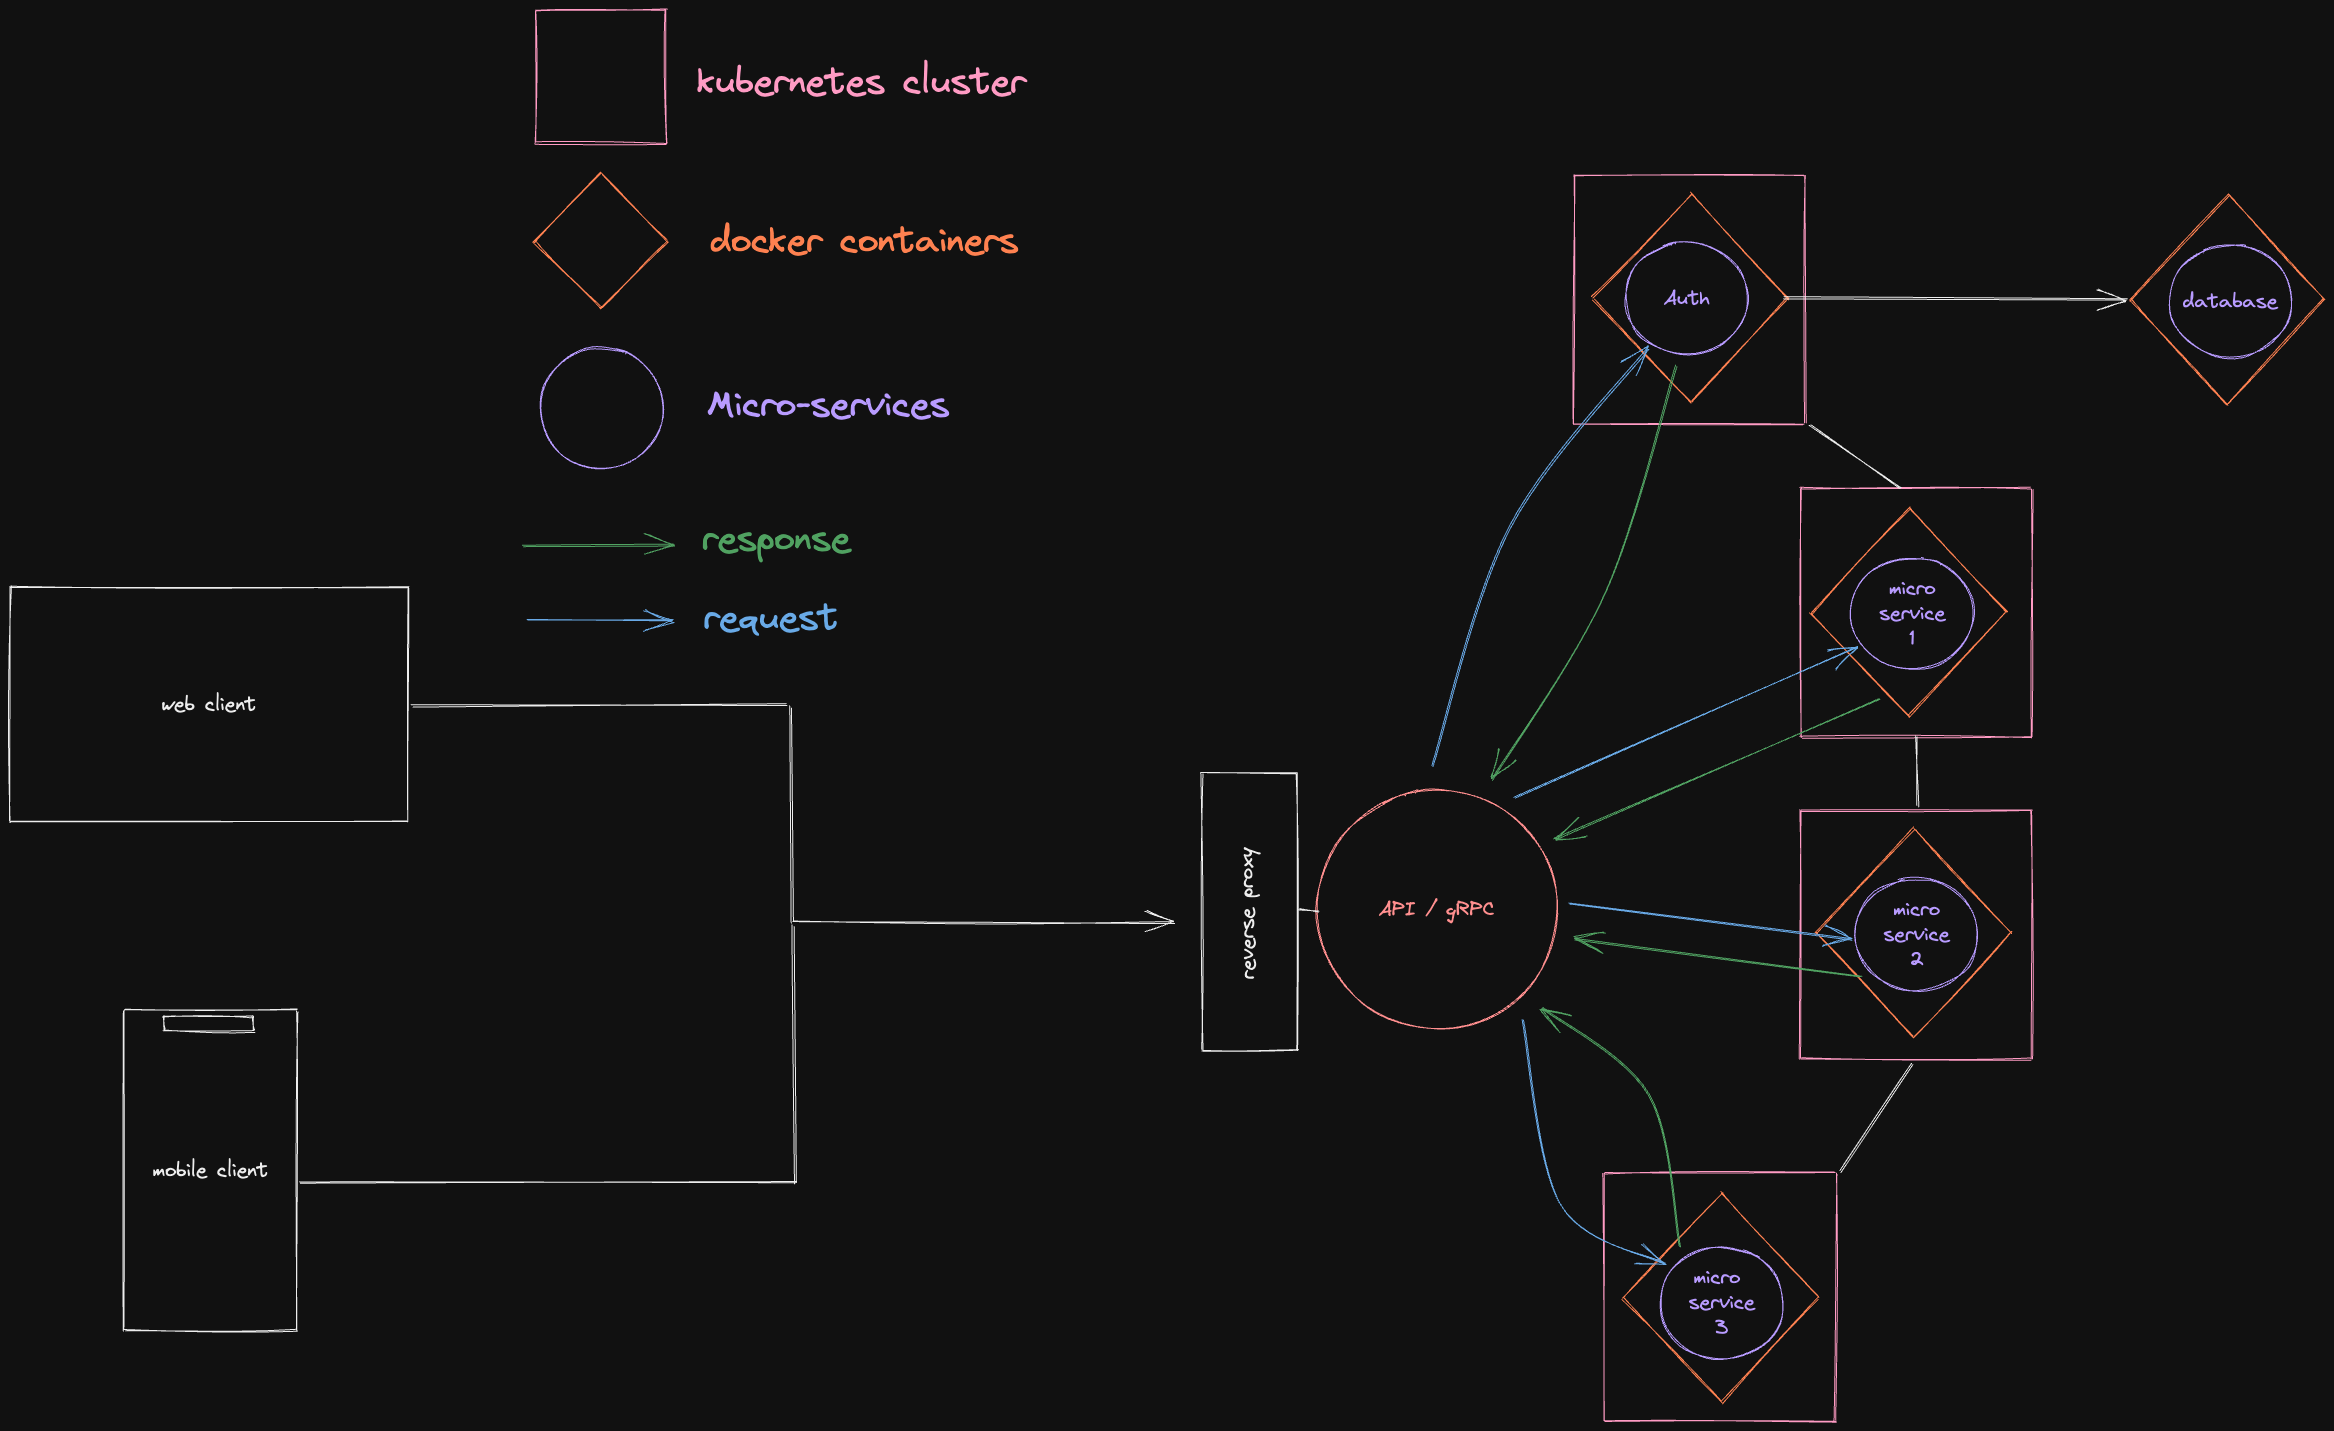 kubernetes cluster
docker containers
Micro-services
response
request
web client
mobile client
reverse proxy
API / gRPC
Auth
database
micro
service
1
micro
service
2
micro
service
3